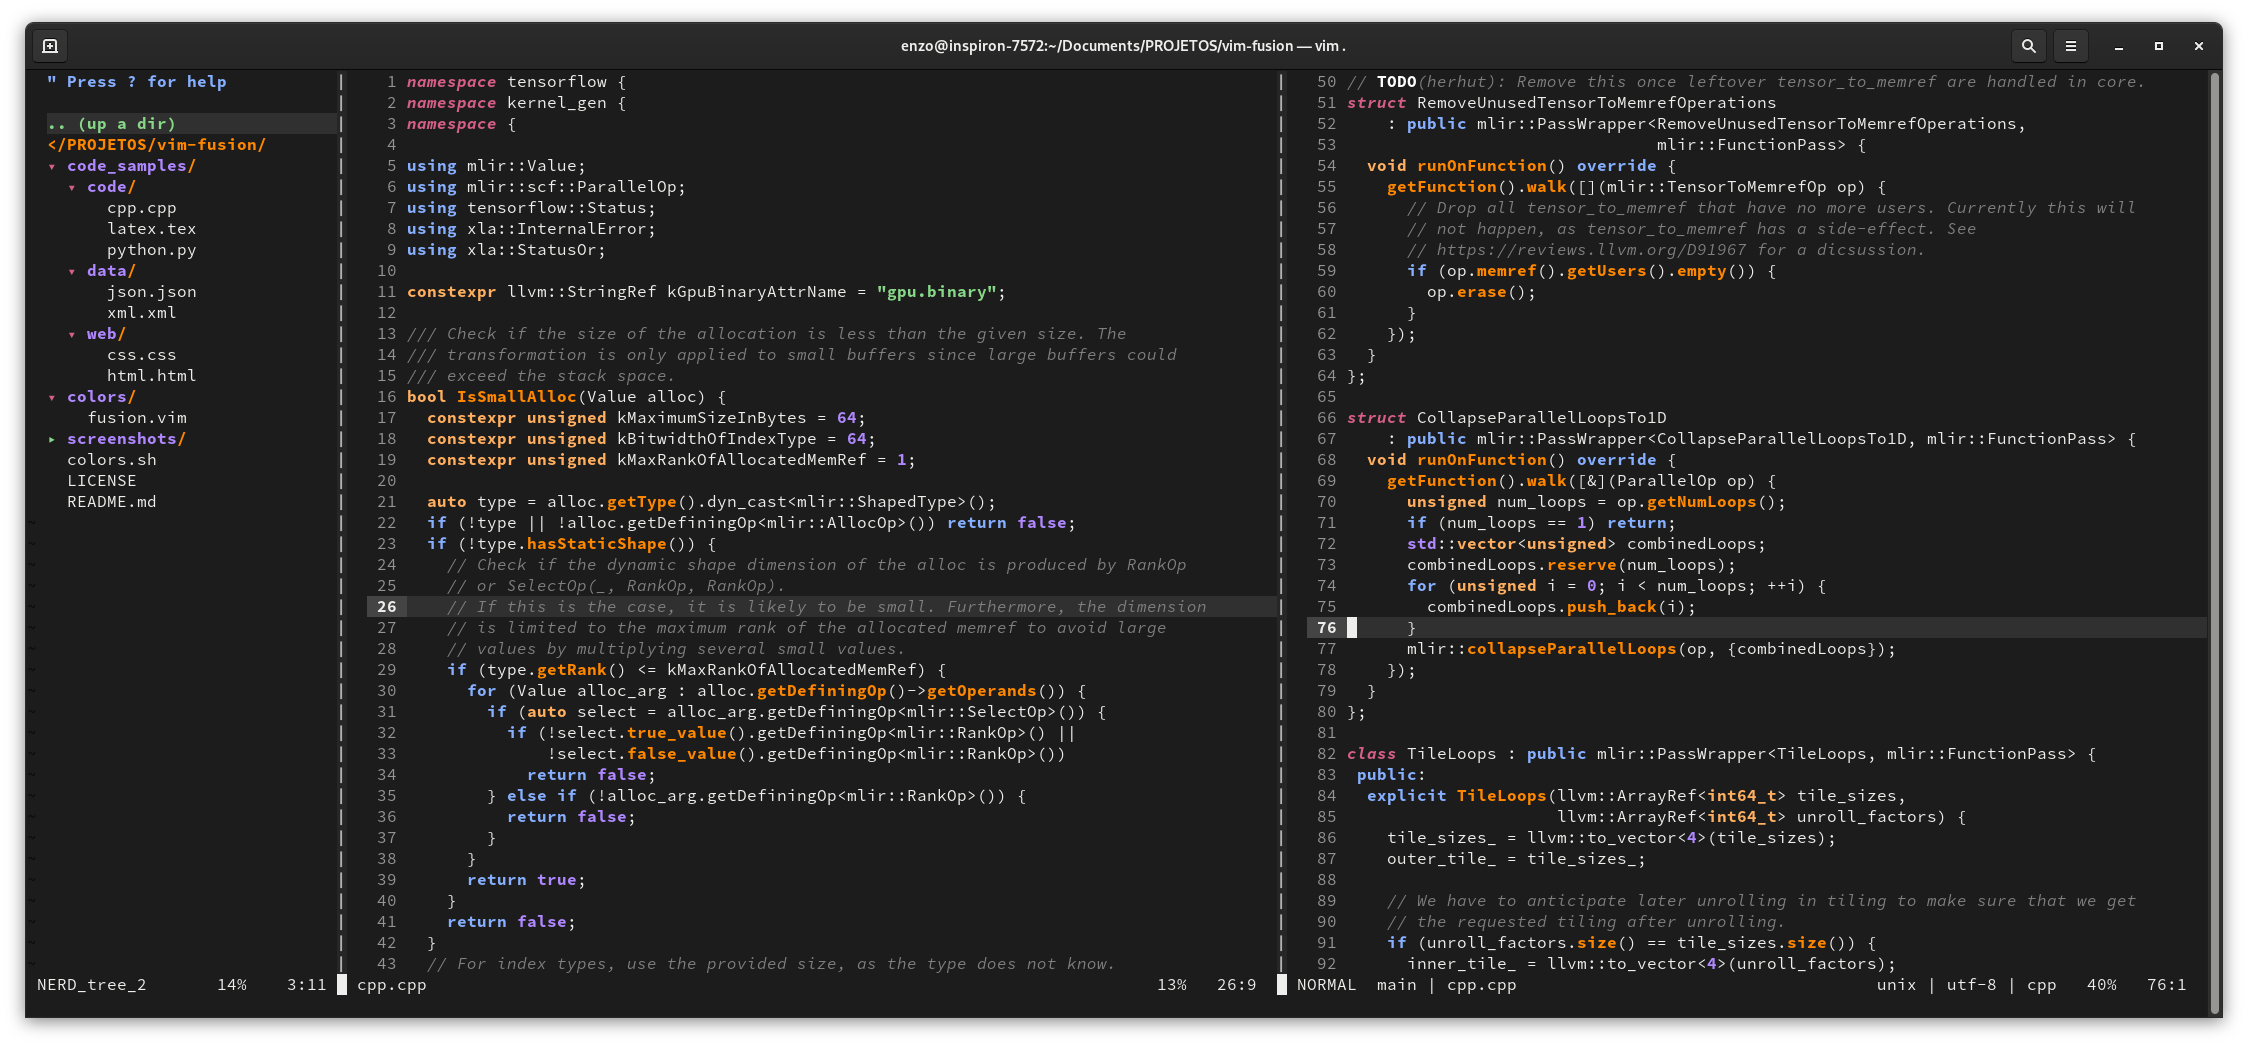 enzo@inspiron-7572:~/Documents/PROJETOS/vim-fusion — vim .
" Press ? for help
.. (up a dir)
</PROJETOS/vim-fusion/
▾ code_samples/
▾ code/
cpp.cpp
latex.tex
python.py
▾ data/
json.json
xml.xml
▾ web/
css.css
html.html
▾ colors/
fusion.vim
▸ screenshots/
colors.sh
LICENSE
README.md
NERD_tree_2 14% 3:11
1 namespace tensorflow {
2 namespace kernel_gen {
3 namespace {
4
5 using mlir::Value;
6 using mlir::scf::ParallelOp;
7 using tensorflow::Status;
8 using xla::InternalError;
9 using xla::StatusOr;
10
11 constexpr llvm::StringRef kGpuBinaryAttrName = "gpu.binary";
12
13 /// Check if the size of the allocation is less than the given size. The
14 /// transformation is only applied to small buffers since large buffers could
15 /// exceed the stack space.
16 bool IsSmallAlloc(Value alloc) {
17   constexpr unsigned kMaximumSizeInBytes = 64;
18   constexpr unsigned kBitwidthOfIndexType = 64;
19   constexpr unsigned kMaxRankOfAllocatedMemRef = 1;
20
21   auto type = alloc.getType().dyn_cast<mlir::ShapedType>();
22   if (!type || !alloc.getDefiningOp<mlir::AllocOp>()) return false;
23   if (!type.hasStaticShape()) {
24     // Check if the dynamic shape dimension of the alloc is produced by RankOp
25     // or SelectOp(_, RankOp, RankOp).
26     // If this is the case, it is likely to be small. Furthermore, the dimension
27     // is limited to the maximum rank of the allocated memref to avoid large
28     // values by multiplying several small values.
29     if (type.getRank() <= kMaxRankOfAllocatedMemRef) {
30       for (Value alloc_arg : alloc.getDefiningOp()->getOperands()) {
31         if (auto select = alloc_arg.getDefiningOp<mlir::SelectOp>()) {
32           if (!select.true_value().getDefiningOp<mlir::RankOp>() ||
33               !select.false_value().getDefiningOp<mlir::RankOp>())
34             return false;
35         } else if (!alloc_arg.getDefiningOp<mlir::RankOp>()) {
36           return false;
37         }
38       }
39       return true;
40     }
41     return false;
42   }
43   // For index types, use the provided size, as the type does not know.
cpp.cpp 13% 26:9
50 // TODO(herhut): Remove this once leftover tensor_to_memref are handled in core.
51 struct RemoveUnusedTensorToMemrefOperations
52     : public mlir::PassWrapper<RemoveUnusedTensorToMemrefOperations,
53                                mlir::FunctionPass> {
54   void runOnFunction() override {
55     getFunction().walk([](mlir::TensorToMemrefOp op) {
56       // Drop all tensor_to_memref that have no more users. Currently this will
57       // not happen, as tensor_to_memref has a side-effect. See
58       // https://reviews.llvm.org/D91967 for a dicsussion.
59       if (op.memref().getUsers().empty()) {
60         op.erase();
61       }
62     });
63   }
64 };
65
66 struct CollapseParallelLoopsTo1D
67     : public mlir::PassWrapper<CollapseParallelLoopsTo1D, mlir::FunctionPass> {
68   void runOnFunction() override {
69     getFunction().walk([&](ParallelOp op) {
70       unsigned num_loops = op.getNumLoops();
71       if (num_loops == 1) return;
72       std::vector<unsigned> combinedLoops;
73       combinedLoops.reserve(num_loops);
74       for (unsigned i = 0; i < num_loops; ++i) {
75         combinedLoops.push_back(i);
76       }
77       mlir::collapseParallelLoops(op, {combinedLoops});
78     });
79   }
80 };
81
82 class TileLoops : public mlir::PassWrapper<TileLoops, mlir::FunctionPass> {
83  public:
84   explicit TileLoops(llvm::ArrayRef<int64_t> tile_sizes,
85                      llvm::ArrayRef<int64_t> unroll_factors) {
86     tile_sizes_ = llvm::to_vector<4>(tile_sizes);
87     outer_tile_ = tile_sizes_;
88
89     // We have to anticipate later unrolling in tiling to make sure that we get
90     // the requested tiling after unrolling.
91     if (unroll_factors.size() == tile_sizes.size()) {
92       inner_tile_ = llvm::to_vector<4>(unroll_factors);
NORMAL main | cpp.cpp unix | utf-8 | cpp 40% 76:1